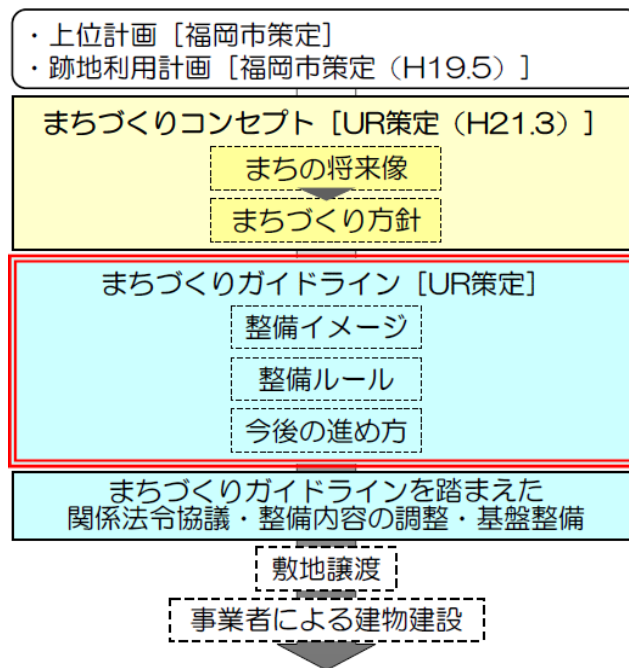 ・上位計画［福岡市策定］
・跡地利用計画［福岡市策定（H19.5）］
まちづくりコンセプト［UR策定（H21.3）］
まちの将来像
まちづくり方針
まちづくりガイドライン［UR策定］
整備イメージ
整備ルール
今後の進め方
まちづくりガイドラインを踏まえた
関係法令協議・整備内容の調整・基盤整備
敷地譲渡
事業者による建物建設